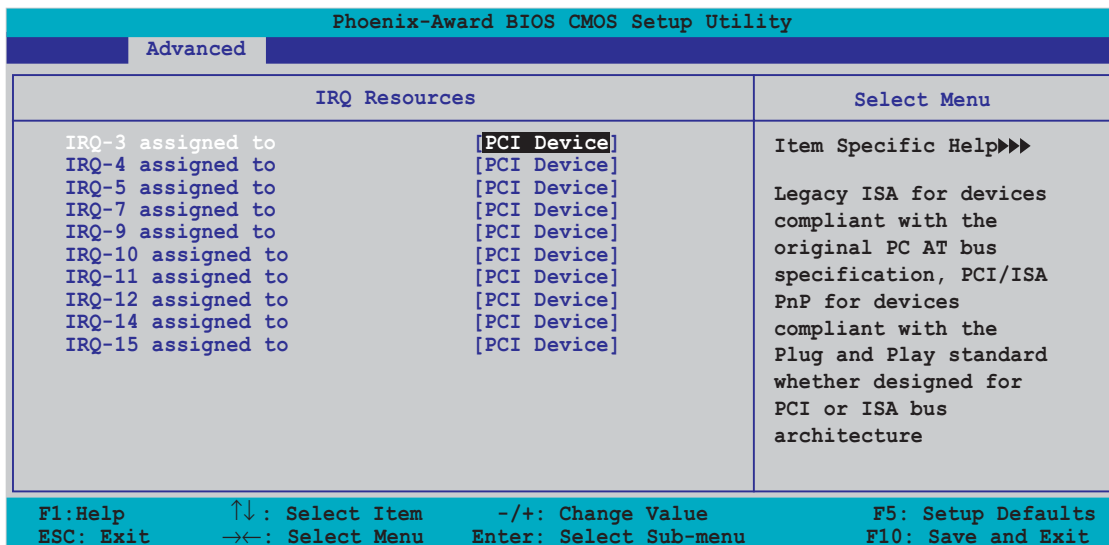 Phoenix-Award BIOS CMOS Setup Utility
Advanced
IRQ Resources
Select Menu
IRQ-3 assigned to [PCI Device]
IRQ-4 assigned to [PCI Device]
IRQ-5 assigned to [PCI Device]
IRQ-7 assigned to [PCI Device]
IRQ-9 assigned to [PCI Device]
IRQ-10 assigned to [PCI Device]
IRQ-11 assigned to [PCI Device]
IRQ-12 assigned to [PCI Device]
IRQ-14 assigned to [PCI Device]
IRQ-15 assigned to [PCI Device]
Item Specific Help▶▶▶
Legacy ISA for devices
compliant with the
original PC AT bus
specification, PCI/ISA
PnP for devices
compliant with the
Plug and Play standard
whether designed for
PCI or ISA bus
architecture
F1:Help ↑↓: Select Item -/+: Change Value F5: Setup Defaults
ESC: Exit →←: Select Menu Enter: Select Sub-menu F10: Save and Exit